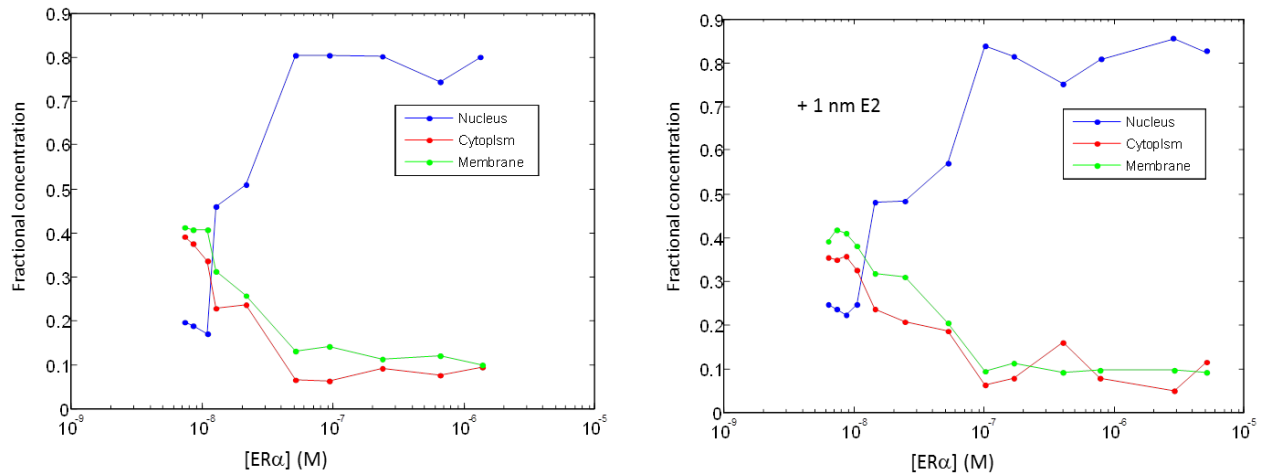 Fractional concentration
0.9
0.8
0.7
0.6
0.5
0.4
0.3
0.2
0.1
0
10⁻⁹
10⁻⁸
10⁻⁷
10⁻⁶
10⁻⁵
[ERα] (M)
Nucleus
Cytoplsm
Membrane
Fractional concentration
0.9
0.8
0.7
0.6
0.5
0.4
0.3
0.2
0.1
0
10⁻⁹
10⁻⁸
10⁻⁷
10⁻⁶
10⁻⁵
[ERα] (M)
+ 1 nm E2
Nucleus
Cytoplsm
Membrane